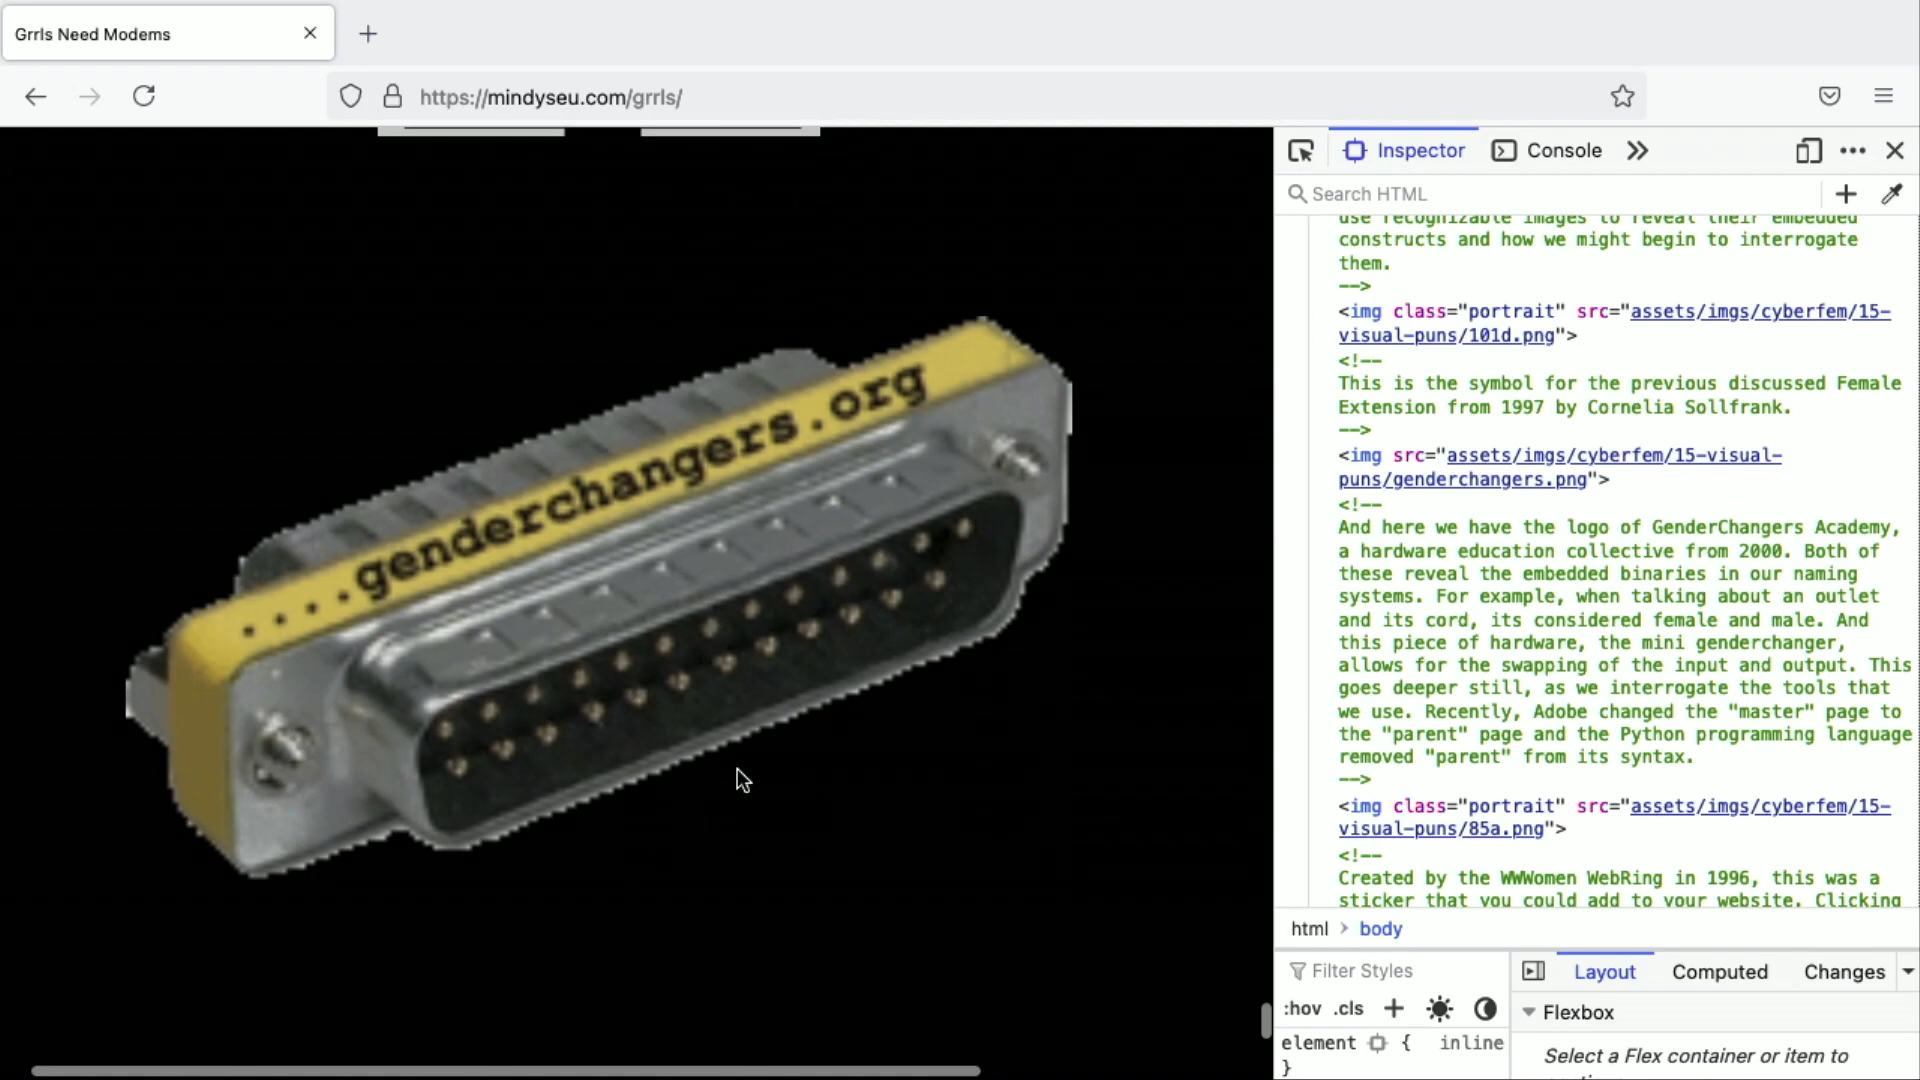 Grrls Need Modems
https://mindyseu.com/grrls/
....genderchangers.org
Inspector
Console
Search HTML
use recognizable images to reveal their embedded
constructs and how we might begin to interrogate
them.
-->
<img class="portrait" src="assets/imgs/cyberfem/15-
visual-puns/101d.png">
<!--
This is the symbol for the previous discussed Female
Extension from 1997 by Cornelia Sollfrank.
-->
<img src="assets/imgs/cyberfem/15-visual-
puns/genderchangers.png">
<!--
And here we have the logo of GenderChangers Academy,
a hardware education collective from 2000. Both of
these reveal the embedded binaries in our naming
systems. For example, when talking about an outlet
and its cord, its considered female and male. And
this piece of hardware, the mini genderchanger,
allows for the swapping of the input and output. This
goes deeper still, as we interrogate the tools that
we use. Recently, Adobe changed the "master" page to
the "parent" page and the Python programming language
removed "parent" from its syntax.
-->
<img class="portrait" src="assets/imgs/cyberfem/15-
visual-puns/85a.png">
<!--
Created by the WWWomen WebRing in 1996, this was a
sticker that you could add to your website. Clicking
html > body
Filter Styles
Layout
Computed
Changes
:hov .cls +
Flexbox
element { inline
}
Select a Flex container or item to